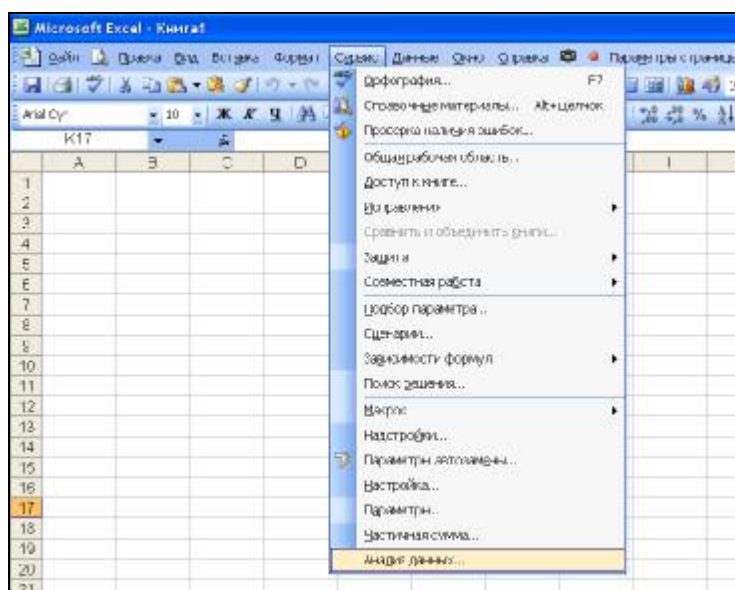 Microsoft Excel - Книга1
Файл Правка Вид Вставка Формат Сервис Данные Окно Справка Параметры страницы
Arial Cyr 10 Ж К Ч %
K17
A B C D I
1
2
3
4
5
6
7
8
9
10
11
12
13
14
15
16
17
18
19
20
21
Орфография... F7
Справочные материалы... Alt+щелчок
Проверка наличия ошибок...
Общая рабочая область...
Доступ к книге...
Исправления
Сравнить и объединить книги...
Защита
Совместная работа
Подбор параметра...
Сценарии...
Зависимости формул
Поиск решения...
Макрос
Надстройки...
Параметры автозамены...
Настройка...
Параметры...
Частичная сумма...
Анализ данных...